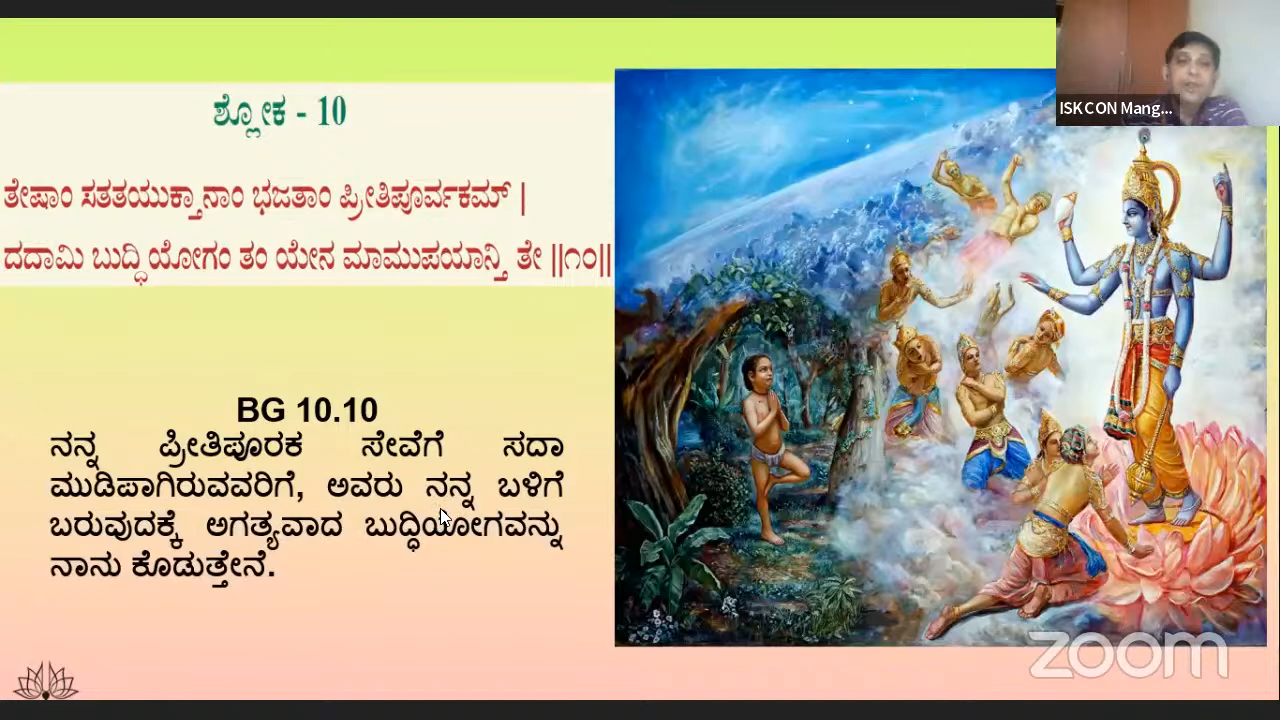 ಶ್ಲೋಕ - 10
ತೇಷಾಂ ಸತತಯುಕ್ತಾನಾಂ ಭಜತಾಂ ಪ್ರೀತಿಪೂರ್ವಕಮ್ |
ದದಾಮಿ ಬುದ್ಧಿಯೋಗಂ ತಂ ಯೇನ ಮಾಮುಪಯಾನ್ತಿ ತೇ ||೧೦||
BG 10.10
ನನ್ನ ಪ್ರೀತಿಪೂರಕ ಸೇವೆಗೆ ಸದಾ
ಮುಡಿಪಾಗಿರುವವರಿಗೆ, ಅವರು ನನ್ನ ಬಳಿಗೆ
ಬರುವುದಕ್ಕೆ ಅಗತ್ಯವಾದ ಬುದ್ಧಿಯೋಗವನ್ನು
ನಾನು ಕೊಡುತ್ತೇನೆ.
ISKCON Mang...
zoom